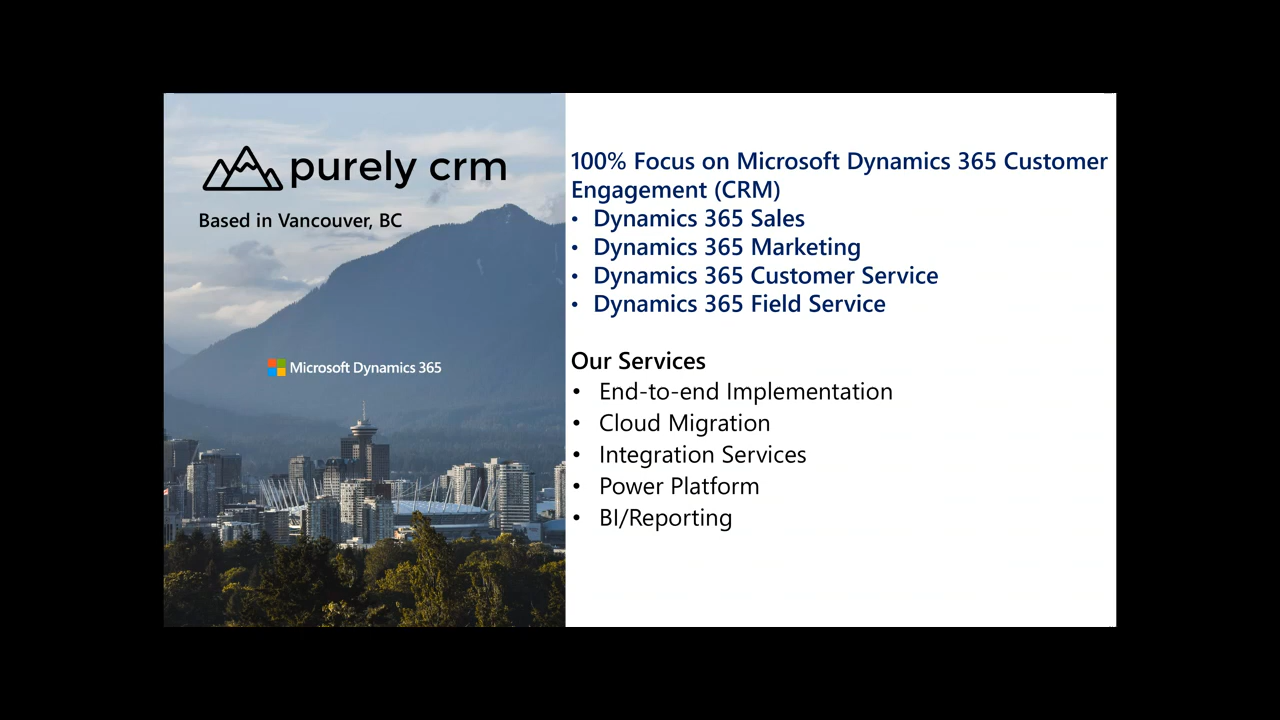 purely crm
Based in Vancouver, BC
Microsoft Dynamics 365
100% Focus on Microsoft Dynamics 365 Customer
Engagement (CRM)
• Dynamics 365 Sales
• Dynamics 365 Marketing
• Dynamics 365 Customer Service
• Dynamics 365 Field Service
Our Services
• End-to-end Implementation
• Cloud Migration
• Integration Services
• Power Platform
• BI/Reporting